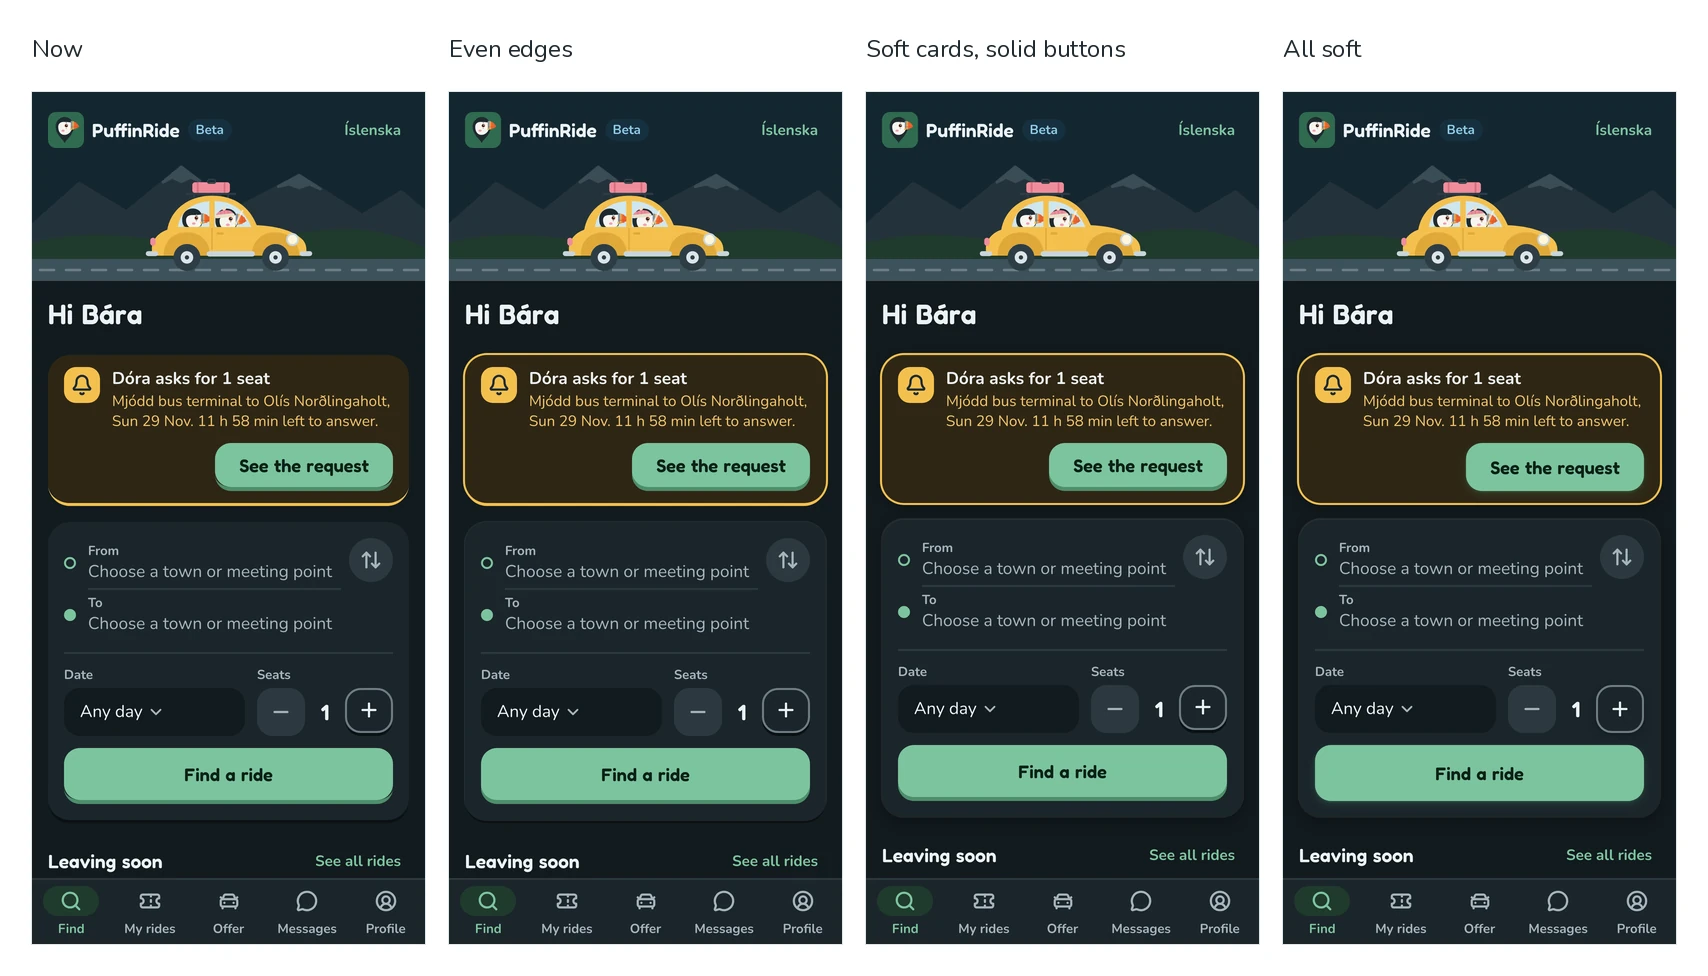 Now
PuffinRide Beta Íslenska
Hi Bára
Dóra asks for 1 seat
Mjódd bus terminal to Olís Norðlingaholt,
Sun 29 Nov. 11 h 58 min left to answer.
See the request
From
Choose a town or meeting point
To
Choose a town or meeting point
Date Seats
Any day 1
Find a ride
Leaving soon See all rides
Find My rides Offer Messages Profile
Even edges
PuffinRide Beta Íslenska
Hi Bára
Dóra asks for 1 seat
Mjódd bus terminal to Olís Norðlingaholt,
Sun 29 Nov. 11 h 58 min left to answer.
See the request
From
Choose a town or meeting point
To
Choose a town or meeting point
Date Seats
Any day 1
Find a ride
Leaving soon See all rides
Find My rides Offer Messages Profile
Soft cards, solid buttons
PuffinRide Beta Íslenska
Hi Bára
Dóra asks for 1 seat
Mjódd bus terminal to Olís Norðlingaholt,
Sun 29 Nov. 11 h 58 min left to answer.
See the request
From
Choose a town or meeting point
To
Choose a town or meeting point
Date Seats
Any day 1
Find a ride
Leaving soon See all rides
Find My rides Offer Messages Profile
All soft
PuffinRide Beta Íslenska
Hi Bára
Dóra asks for 1 seat
Mjódd bus terminal to Olís Norðlingaholt,
Sun 29 Nov. 11 h 58 min left to answer.
See the request
From
Choose a town or meeting point
To
Choose a town or meeting point
Date Seats
Any day 1
Find a ride
Leaving soon See all rides
Find My rides Offer Messages Profile